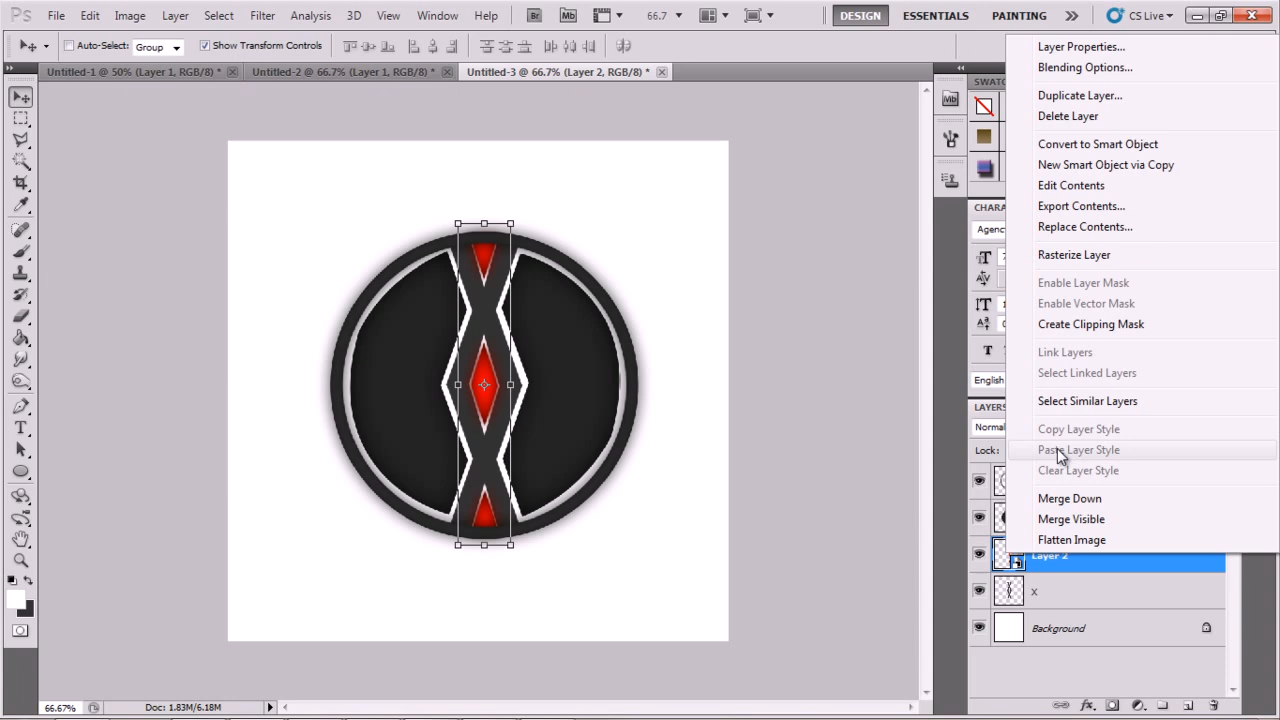 Ps File Edit Image Layer Select Filter Analysis 3D View Window Help Br Mb 66.7 DESIGN ESSENTIALS PAINTING CS Live
Auto-Select: Group Show Transform Controls
Untitled-1 @ 50% (Layer 1, RGB/8) * Untitled-2 @ 66.7% (Layer 1, RGB/8) * Untitled-3 @ 66.7% (Layer 2, RGB/8) *
Mb
SWATC
CHARA
Agenc
English
LAYERS
Norma
Lock:
Layer Properties...
Blending Options...
Duplicate Layer...
Delete Layer
Convert to Smart Object
New Smart Object via Copy
Edit Contents
Export Contents...
Replace Contents...
Rasterize Layer
Enable Layer Mask
Enable Vector Mask
Create Clipping Mask
Link Layers
Select Linked Layers
Select Similar Layers
Copy Layer Style
Paste Layer Style
Clear Layer Style
Merge Down
Merge Visible
Flatten Image
Layer 2
x
Background
66.67% Doc: 1.83M/6.18M